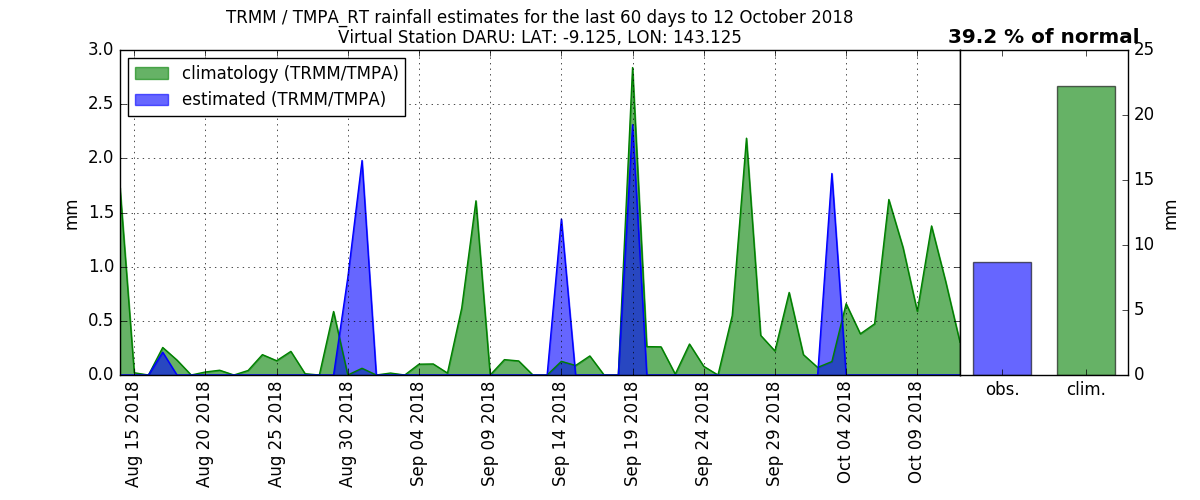 TRMM / TMPA_RT rainfall estimates for the last 60 days to 12 October 2018
Virtual Station DARU: LAT: -9.125, LON: 143.125
39.2 % of normal
climatology (TRMM/TMPA)
estimated (TRMM/TMPA)
3.0
2.5
2.0
1.5
1.0
0.5
0.0
mm
Aug 15 2018
Aug 20 2018
Aug 25 2018
Aug 30 2018
Sep 04 2018
Sep 09 2018
Sep 14 2018
Sep 19 2018
Sep 24 2018
Sep 29 2018
Oct 04 2018
Oct 09 2018
25
20
15
10
5
0
mm
obs.
clim.